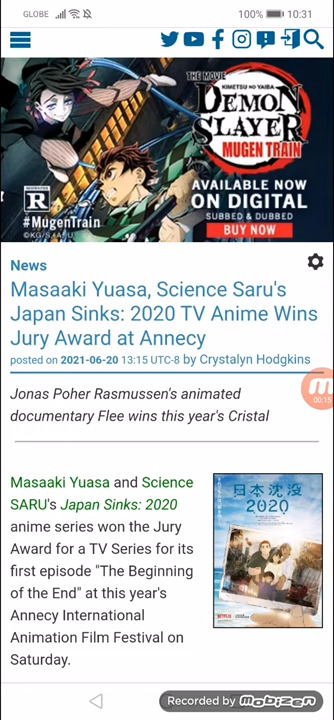 GLOBE
100% 10:31
THE MOVIE
KIMETSU NO YAIBA
DEMON
SLAYER
MUGEN TRAIN
AVAILABLE NOW
ON DIGITAL
SUBBED & DUBBED
BUY NOW
R
#MugenTrain
News
Masaaki Yuasa, Science Saru's
Japan Sinks: 2020 TV Anime Wins
Jury Award at Annecy
posted on 2021-06-20 13:15 UTC-8 by Crystalyn Hodgkins
00:15
Jonas Poher Rasmussen's animated
documentary Flee wins this year's Cristal
Masaaki Yuasa and Science
SARU's Japan Sinks: 2020
anime series won the Jury
Award for a TV Series for its
first episode "The Beginning
of the End" at this year's
Annecy International
Animation Film Festival on
Saturday.
日本沈没
2020
NETFLIX
Recorded by mobizen